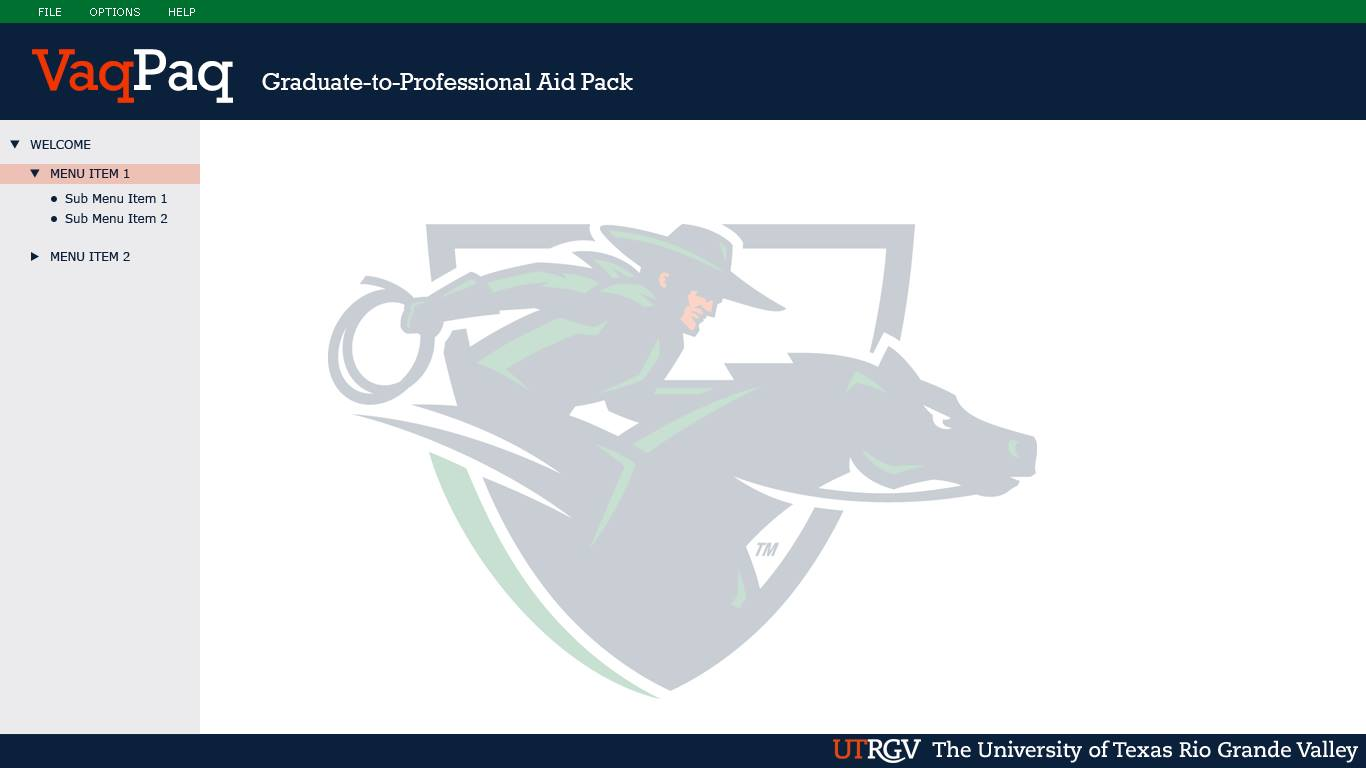 FILE OPTIONS HELP
VaqPaq Graduate-to-Professional Aid Pack
WELCOME
MENU ITEM 1
Sub Menu Item 1
Sub Menu Item 2
MENU ITEM 2
TM
UTRGV The University of Texas Rio Grande Valley